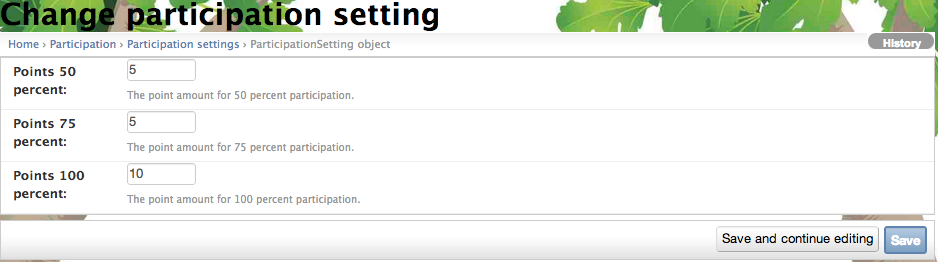 Change participation setting
Home › Participation › Participation settings › ParticipationSetting object
History
Points 50
percent:
5
The point amount for 50 percent participation.
Points 75
percent:
5
The point amount for 75 percent participation.
Points 100
percent:
10
The point amount for 100 percent participation.
Save and continue editing
Save